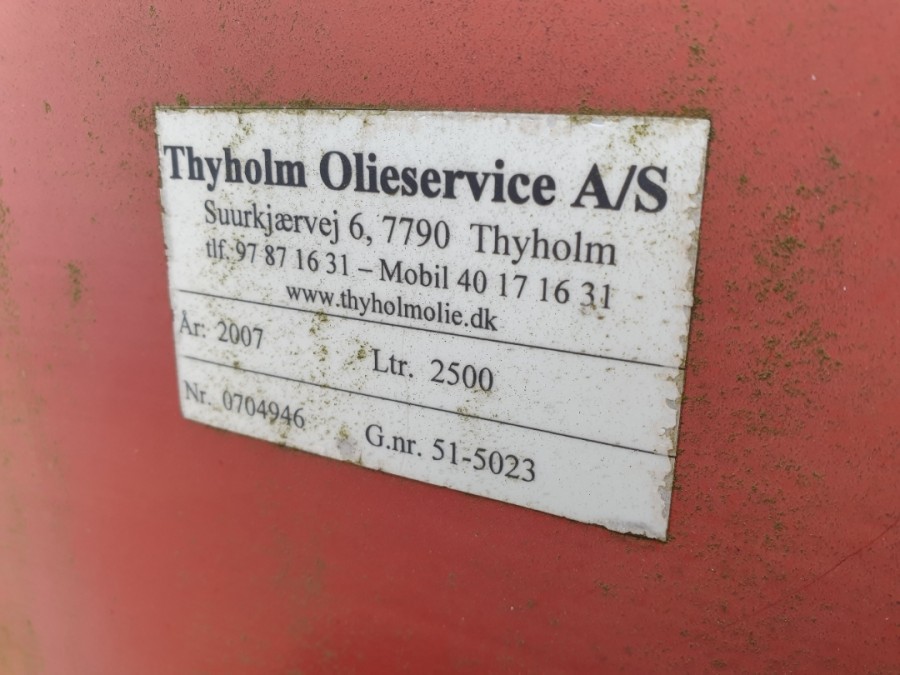 Thyholm Olieservice A/S
Suurkjærvej 6, 7790 Thyholm
tlf. 97 87 16 31 – Mobil 40 17 16 31
www.thyholmolie.dk
År: 2007 Ltr. 2500
Nr. 0704946 G.nr. 51-5023